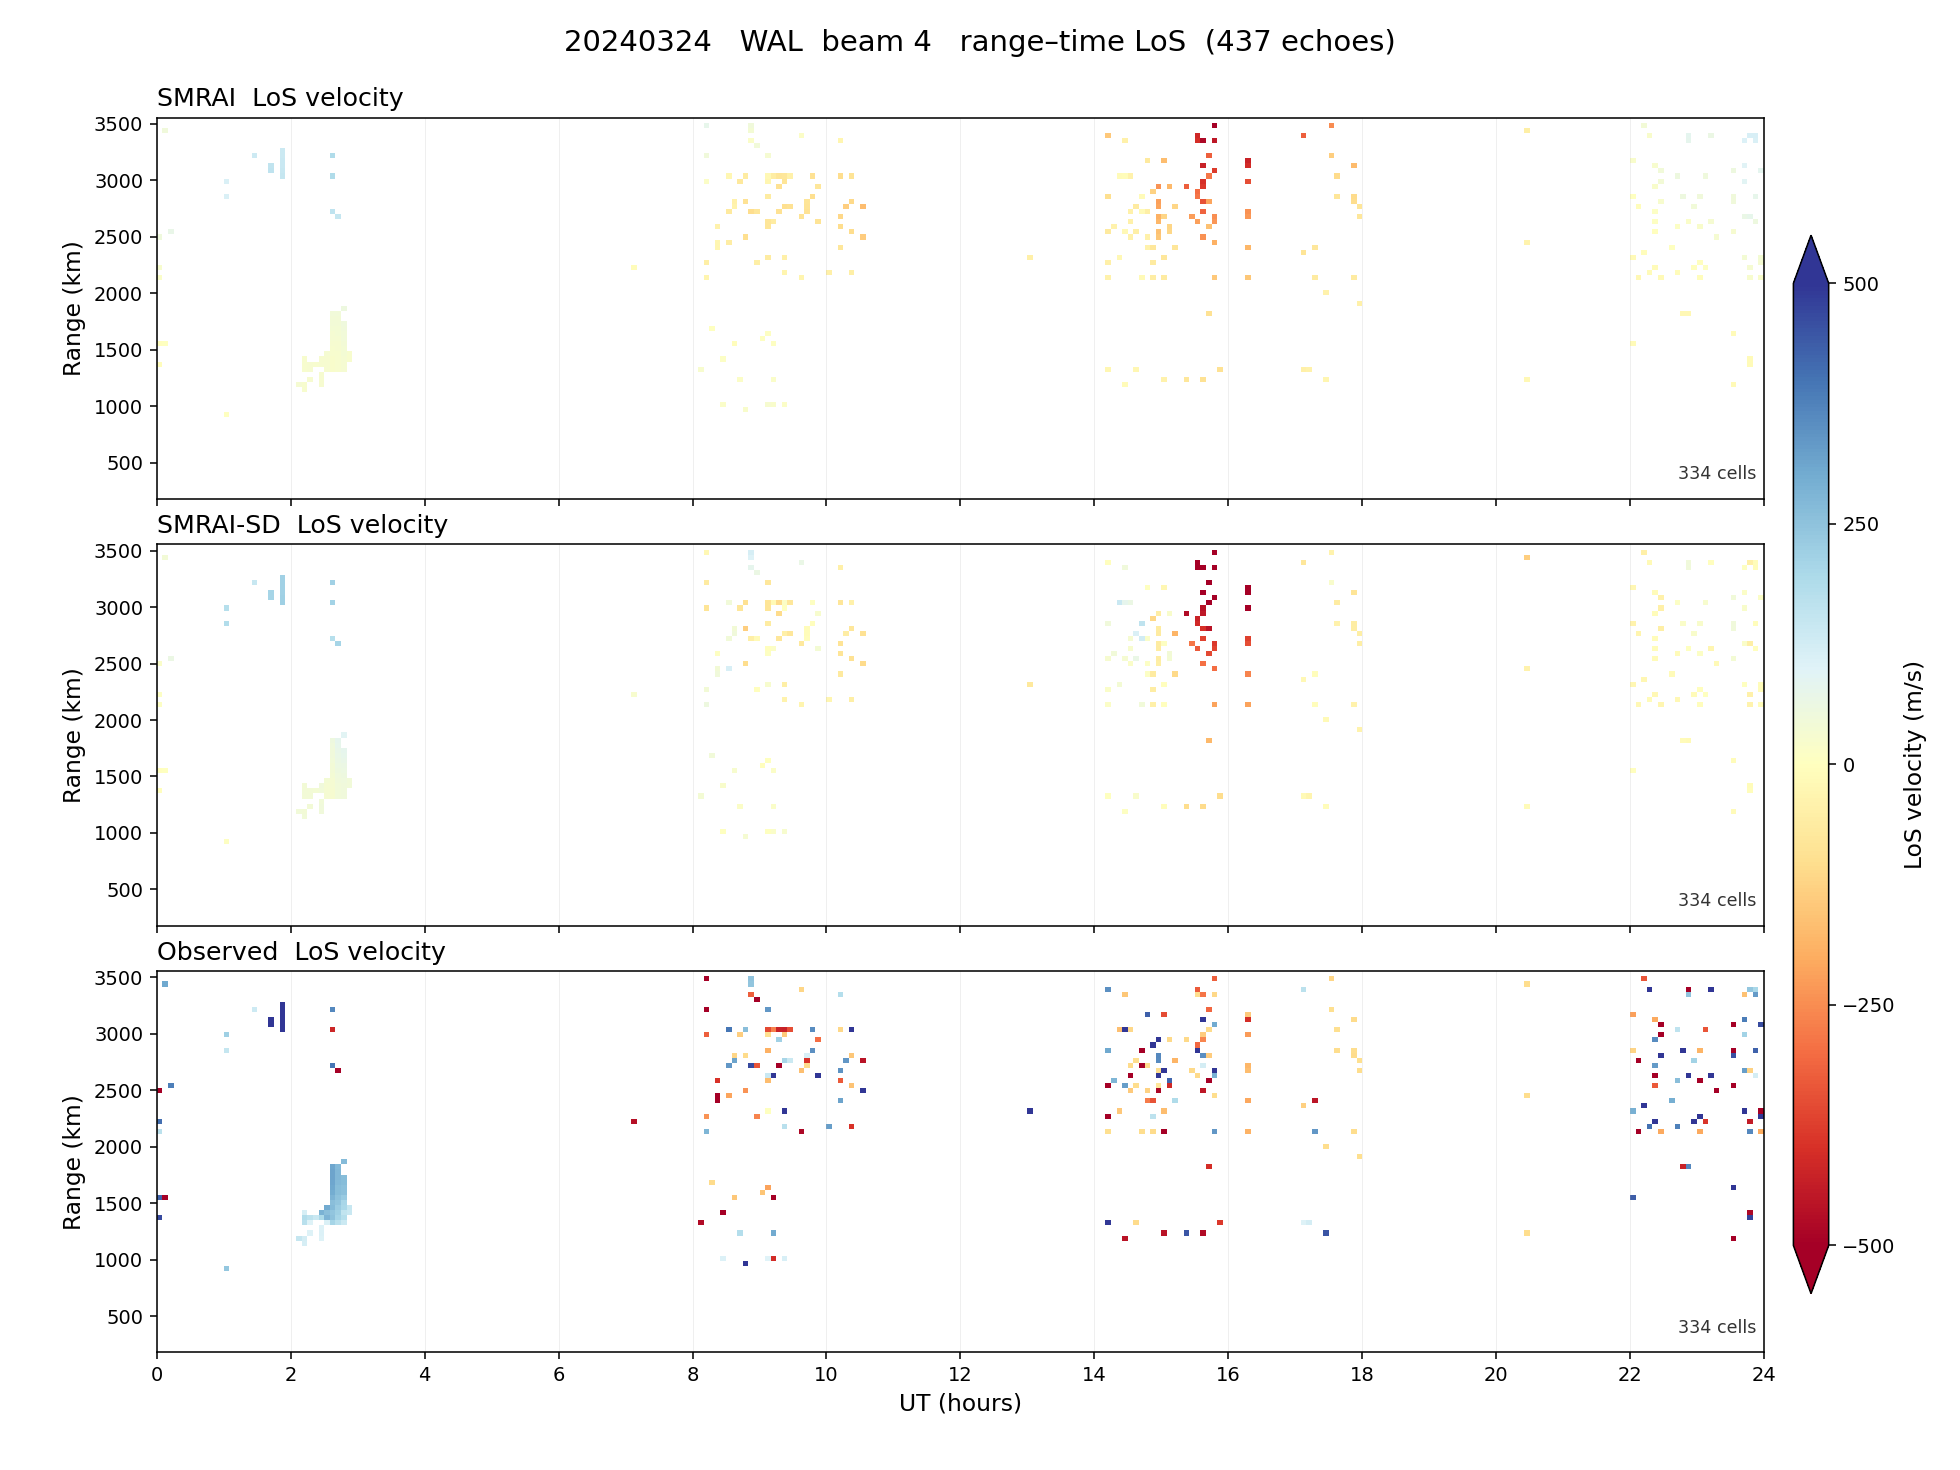 20240324   WAL  beam 4   range–time LoS  (437 echoes)
SMRAI  LoS velocity
3500
3000
2500
2000
1500
1000
500
Range (km)
334 cells
SMRAI-SD  LoS velocity
3500
3000
2500
2000
1500
1000
500
Range (km)
334 cells
Observed  LoS velocity
3500
3000
2500
2000
1500
1000
500
Range (km)
334 cells
0 2 4 6 8 10 12 14 16 18 20 22 24
UT (hours)
500
250
0
−250
−500
LoS velocity (m/s)